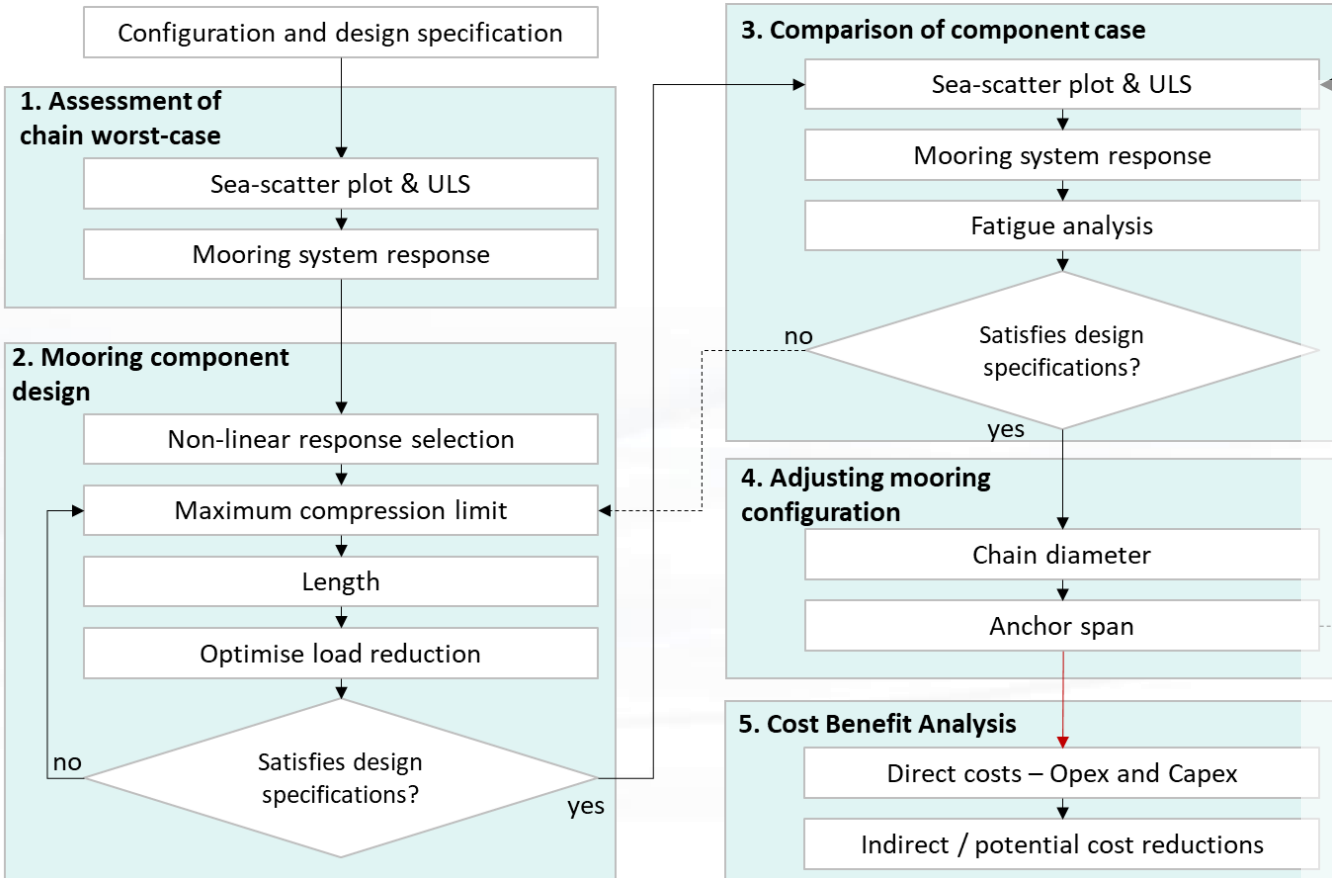 Configuration and design specification
1. Assessment of
chain worst-case
Sea-scatter plot & ULS
Mooring system response
2. Mooring component
design
Non-linear response selection
Maximum compression limit
Length
Optimise load reduction
no
Satisfies design
specifications?
yes
3. Comparison of component case
Sea-scatter plot & ULS
Mooring system response
Fatigue analysis
no
Satisfies design
specifications?
yes
4. Adjusting mooring
configuration
Chain diameter
Anchor span
5. Cost Benefit Analysis
Direct costs – Opex and Capex
Indirect / potential cost reductions